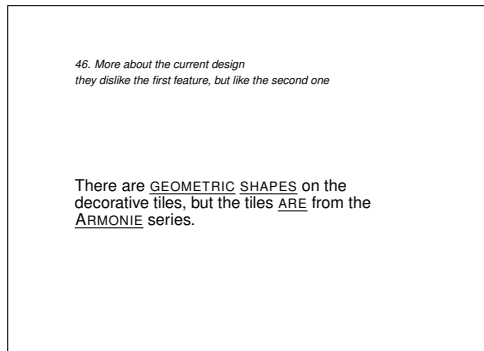 46. More about the current design
they dislike the first feature, but like the second one
There are GEOMETRIC SHAPES on the
decorative tiles, but the tiles ARE from the
ARMONIE series.